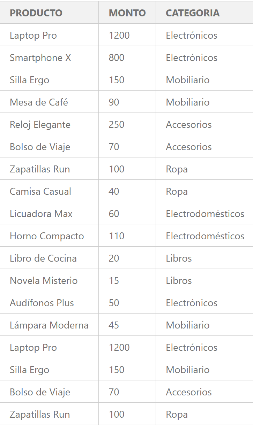 PRODUCTO MONTO CATEGORIA
Laptop Pro 1200 Electrónicos
Smartphone X 800 Electrónicos
Silla Ergo 150 Mobiliario
Mesa de Café 90 Mobiliario
Reloj Elegante 250 Accesorios
Bolso de Viaje 70 Accesorios
Zapatillas Run 100 Ropa
Camisa Casual 40 Ropa
Licuadora Max 60 Electrodomésticos
Horno Compacto 110 Electrodomésticos
Libro de Cocina 20 Libros
Novela Misterio 15 Libros
Audífonos Plus 50 Electrónicos
Lámpara Moderna 45 Mobiliario
Laptop Pro 1200 Electrónicos
Silla Ergo 150 Mobiliario
Bolso de Viaje 70 Accesorios
Zapatillas Run 100 Ropa